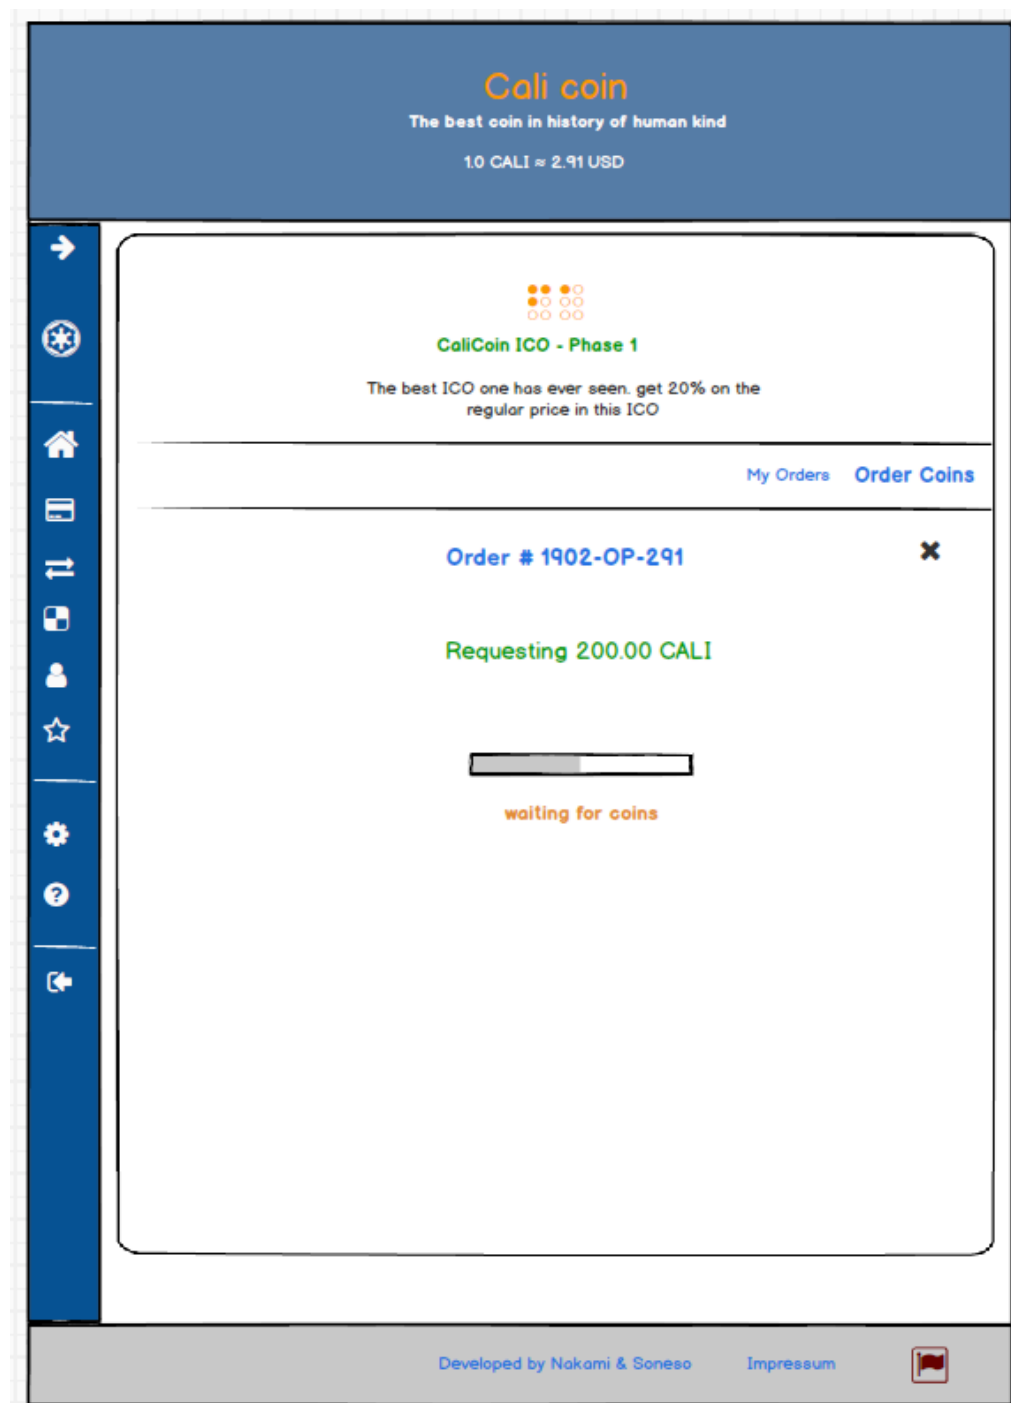 Cali coin
The best coin in history of human kind
1.0 CALI ≈ 2.91 USD
CaliCoin ICO - Phase 1
The best ICO one has ever seen. get 20% on the
regular price in this ICO
My Orders Order Coins
Order # 1902-OP-291
Requesting 200.00 CALI
waiting for coins
Developed by Nakami & Soneso Impressum